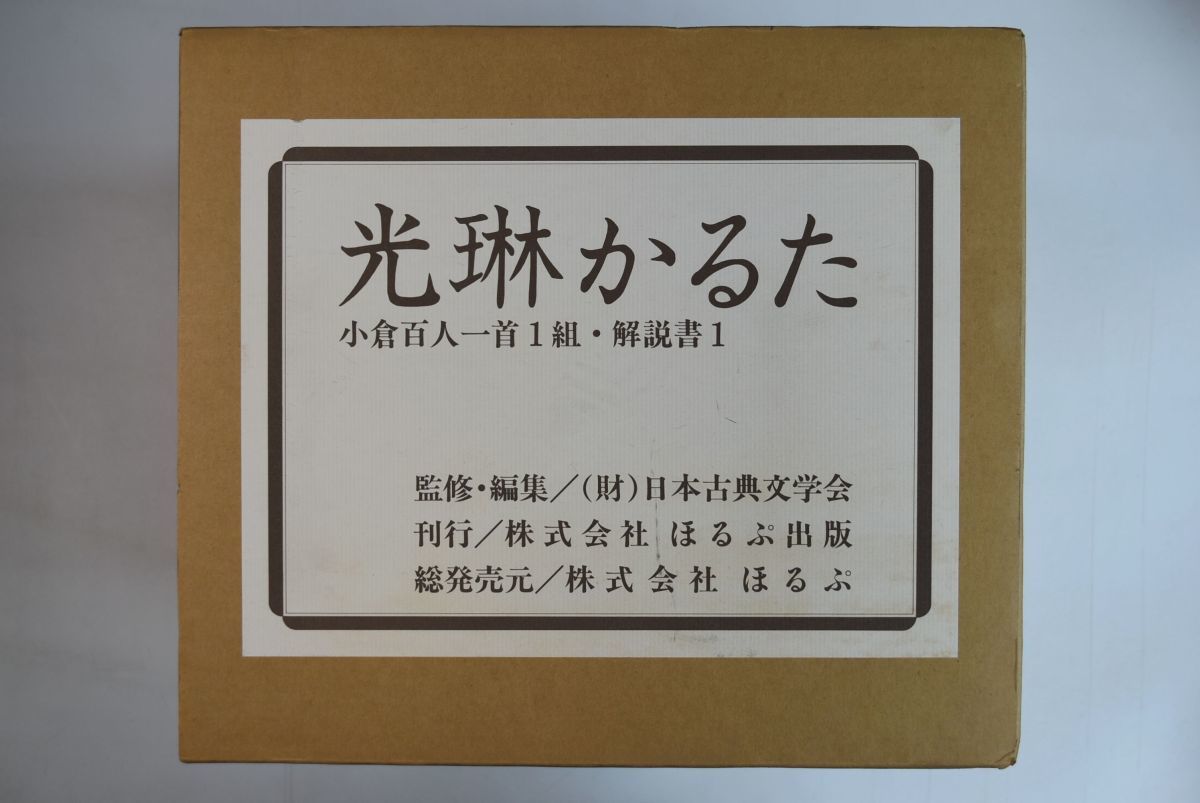 光琳かるた
小倉百人一首1組・解説書1
監修・編集／（財）日本古典文学会
刊行／株式会社 ほるぷ出版
総発売元／株式会社 ほるぷ